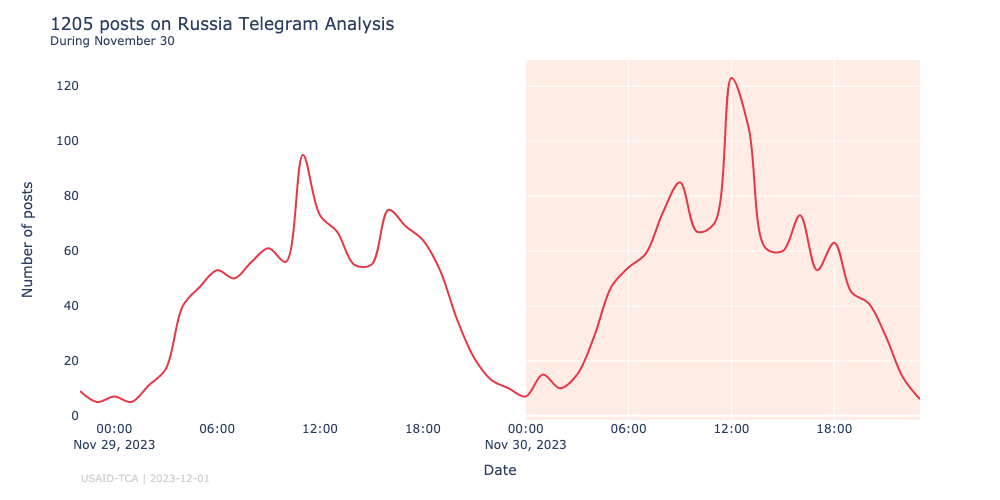 1205 posts on Russia Telegram Analysis
During November 30
Number of posts
120
100
80
60
40
20
0
00:00 06:00 12:00 18:00 00:00 06:00 12:00 18:00
Nov 29, 2023 Nov 30, 2023
Date
USAID-TCA | 2023-12-01